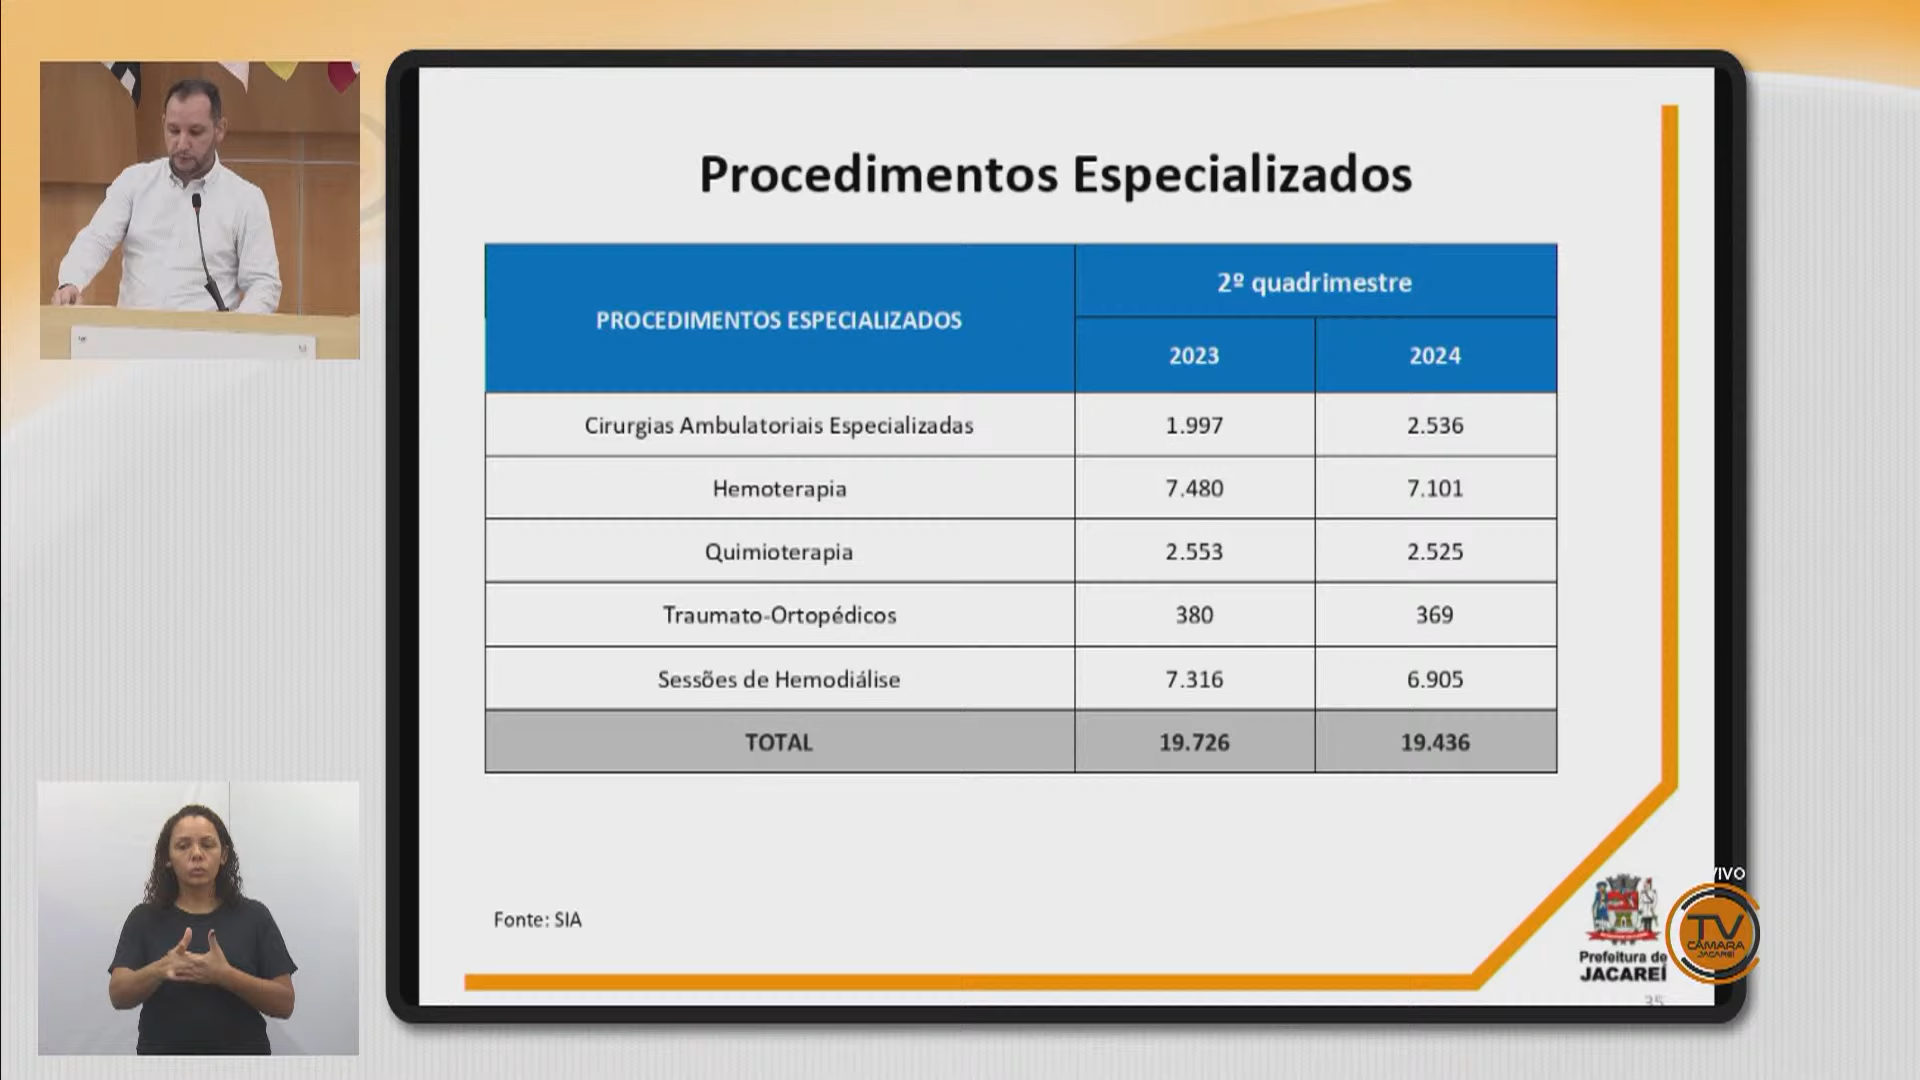 Procedimentos Especializados
PROCEDIMENTOS ESPECIALIZADOS
2º quadrimestre
2023
2024
Cirurgias Ambulatoriais Especializadas
1.997
2.536
Hemoterapia
7.480
7.101
Quimioterapia
2.553
2.525
Traumato-Ortopédicos
380
369
Sessões de Hemodiálise
7.316
6.905
TOTAL
19.726
19.436
Fonte: SIA
Prefeitura de
JACAREÍ
35
VIVO
TV
CÂMARA
JACAREÍ